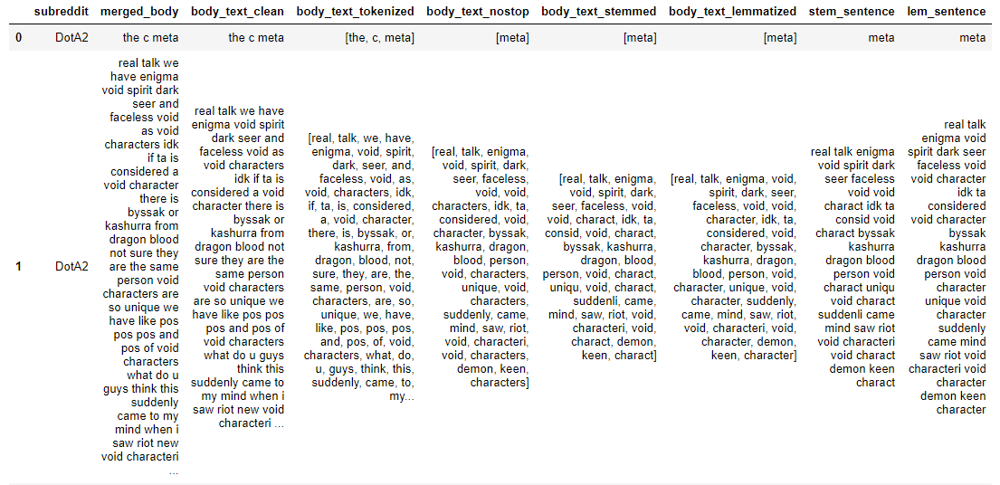 subreddit merged_body body_text_clean body_text_tokenized body_text_nostop body_text_stemmed body_text_lemmatized stem_sentence lem_sentence
0 DotA2 the c meta the c meta [the, c, meta] [meta] [meta] [meta] meta meta
1 DotA2
real talk we
have enigma
void spirit dark
seer and
faceless void
as void
characters idk
if ta is
considered a
void character
there is
byssak or
kashurra from
dragon blood
not sure they
are the same
person void
characters are
so unique we
have like pos
pos pos and
pos of void
characters
what do u
guys think this
suddenly
came to my
mind when i
saw riot new
void characteri
...
real talk we have
enigma void spirit
dark seer and
faceless void as
void characters
idk if ta is
considered a void
character there is
byssak or
kashurra from
dragon blood not
sure they are the
same person
void characters
are so unique we
have like pos pos
pos and pos of
void characters
what do u guys
think this
suddenly came to
my mind when i
saw riot new void
characteri ...
[real, talk, we, have,
enigma, void, spirit,
dark, seer, and,
faceless, void, as,
void, characters, idk,
if, ta, is, considered,
a, void, character,
there, is, byssak, or,
kashurra, from,
dragon, blood, not,
sure, they, are, the,
same, person, void,
characters, are, so,
unique, we, have,
like, pos, pos, pos,
and, pos, of, void,
characters, what, do,
u, guys, think, this,
suddenly, came, to,
my...
[real, talk, enigma,
void, spirit, dark,
seer, faceless,
void, void,
characters, idk, ta,
considered, void,
character, byssak,
kashurra, dragon,
blood, person,
void, characters,
unique, void,
characters,
suddenly, came,
mind, saw, riot,
void, characteri,
void, characters,
demon, keen,
characters]
[real, talk, enigma,
void, spirit, dark,
seer, faceless, void,
void, charact, idk, ta,
consid, void, charact,
byssak, kashurra,
dragon, blood,
person, void, charact,
uniqu, void, charact,
suddenli, came,
mind, saw, riot, void,
characteri, void,
charact, demon,
keen, charact]
[real, talk, enigma, void,
spirit, dark, seer,
faceless, void, void,
character, idk, ta,
considered, void,
character, byssak,
kashurra, dragon,
blood, person, void,
character, unique, void,
character, suddenly,
came, mind, saw, riot,
void, characteri, void,
character, demon,
keen, character]
real talk enigma
void spirit dark
seer faceless
void void
charact idk ta
consid void
charact byssak
kashurra
dragon blood
person void
charact uniqu
void charact
suddenli came
mind saw riot
void characteri
void charact
demon keen
charact
real talk
enigma void
spirit dark seer
faceless void
void character
idk ta
considered
void character
byssak
kashurra
dragon blood
person void
character
unique void
character
suddenly
came mind
saw riot void
characteri void
character
demon keen
character